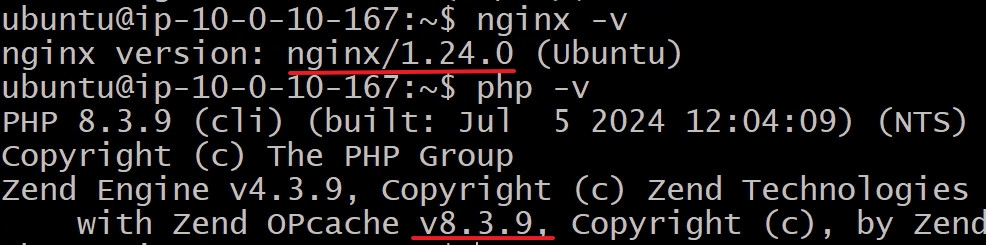 ubuntu@ip-10-0-10-167:~$ nginx -v
nginx version: nginx/1.24.0 (Ubuntu)
ubuntu@ip-10-0-10-167:~$ php -v
PHP 8.3.9 (cli) (built: Jul  5 2024 12:04:09) (NTS)
Copyright (c) The PHP Group
Zend Engine v4.3.9, Copyright (c) Zend Technologies
    with Zend OPcache v8.3.9, Copyright (c), by Zend